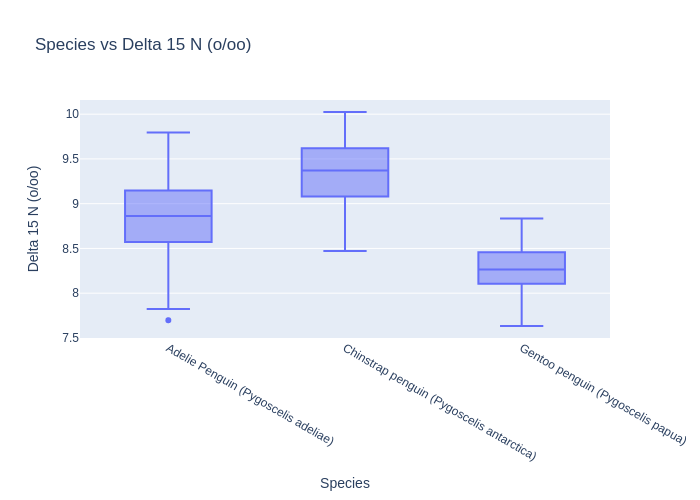 Species vs Delta 15 N (o/oo)
Delta 15 N (o/oo)
10
9.5
9
8.5
8
7.5
Adelie Penguin (Pygoscelis adeliae)
Chinstrap penguin (Pygoscelis antarctica)
Gentoo penguin (Pygoscelis papua)
Species